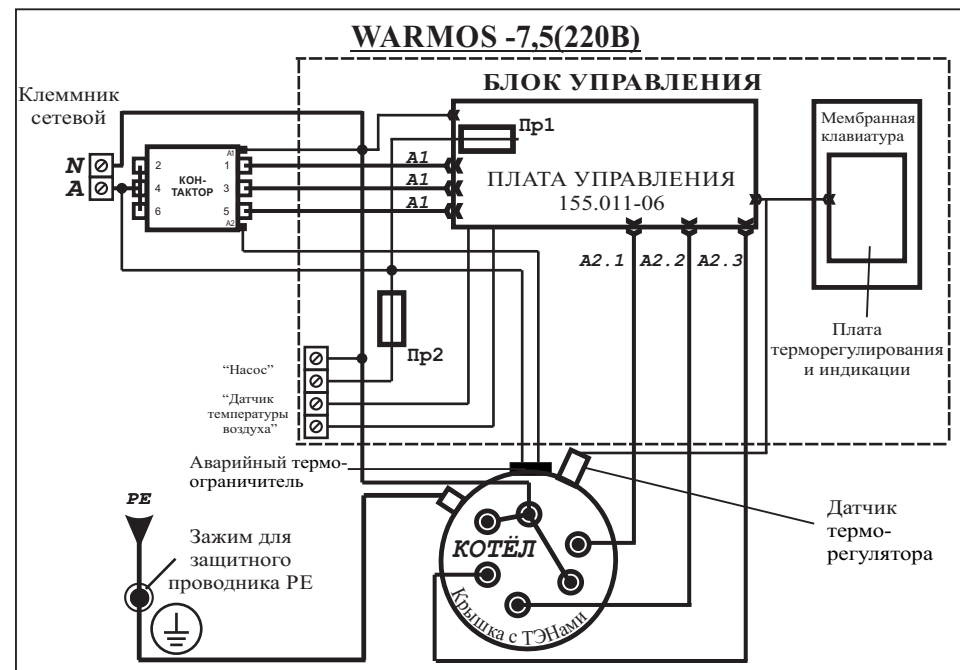 WARMOS -7,5(220В)
БЛОК УПРАВЛЕНИЯ
Клеммник
сетевой
N
A
2
4
6
КОН-
ТАКТОР
A1
1
3
5
A2
A1
A1
A1
Пр1
ПЛАТА УПРАВЛЕНИЯ
155.011-06
Мембранная
клавиатура
A2.1
A2.2
A2.3
Пр2
Плата
терморегулирования
и индикации
“Насос”
“Датчик
температуры
воздуха”
Аварийный термо-
ограничитель
PE
Зажим для
защитного
проводника PE
КОТЁЛ
Крышка с ТЭНами
Датчик
термо-
регулятора